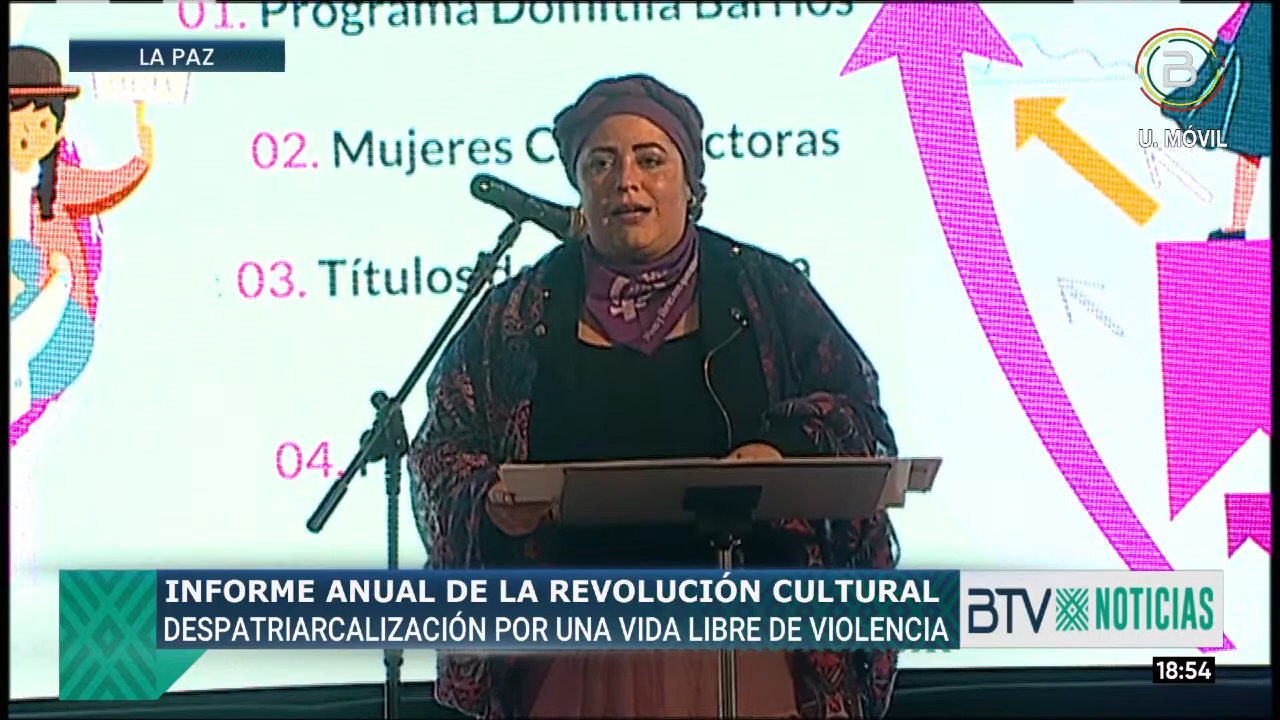 01. Programa Domitila Barrios
LA PAZ
B
U. MÓVIL
02. Mujeres
ctoras
03. Títulos
04.
INFORME ANUAL DE LA REVOLUCIÓN CULTURAL
DESPATRIARCALIZACIÓN POR UNA VIDA LIBRE DE VIOLENCIA
BTV NOTICIAS
18:54